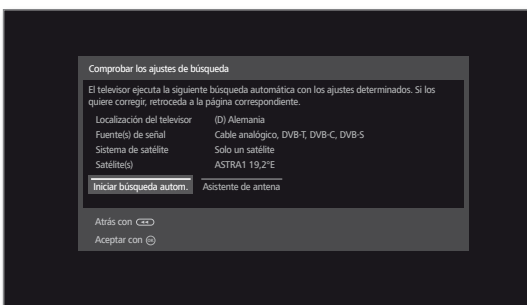 Comprobar los ajustes de búsqueda
El televisor ejecuta la siguiente búsqueda automática con los ajustes determinados. Si los
quiere corregir, retroceda a la página correspondiente.
Localización del televisor (D) Alemania
Fuente(s) de señal Cable analógico, DVB-T, DVB-C, DVB-S
Sistema de satélite Solo un satélite
Satélite(s) ASTRA1 19,2°E
Iniciar búsqueda autom. Asistente de antena
Atrás con
Aceptar con OK